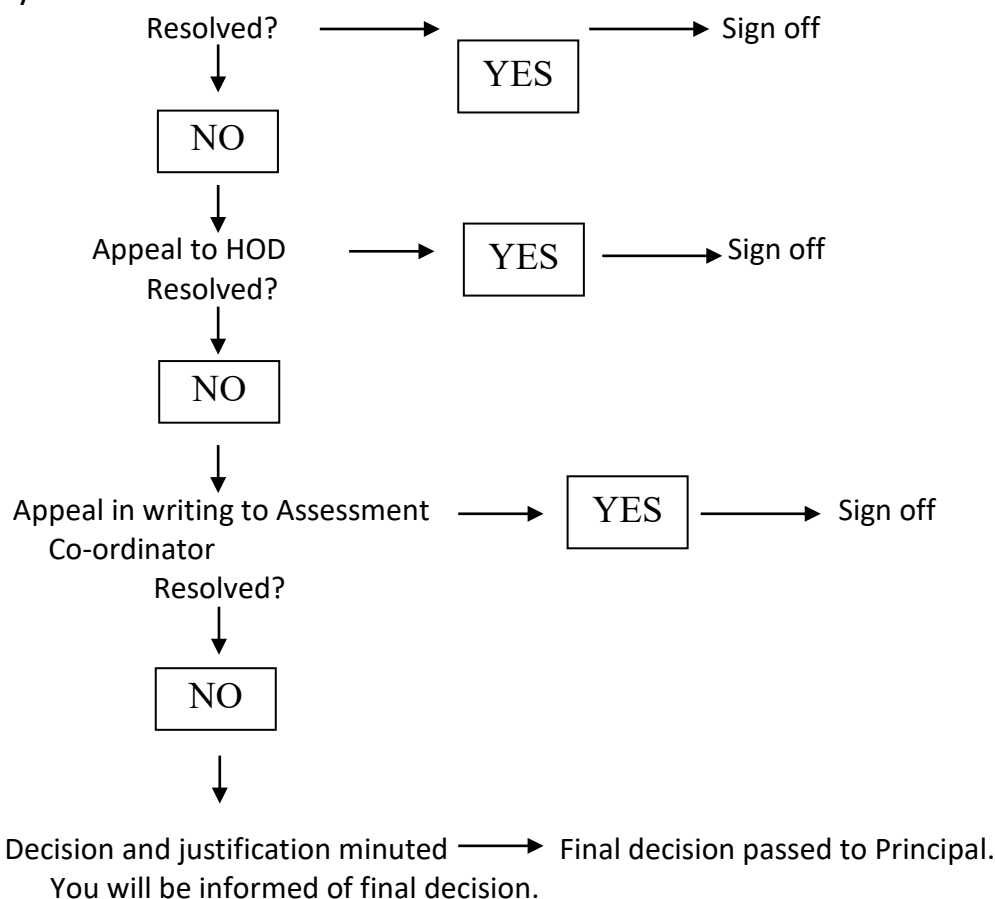 Resolved? YES Sign off
NO
Appeal to HOD YES Sign off
Resolved?
NO
Appeal in writing to Assessment YES Sign off
Co-ordinator
Resolved?
NO
Decision and justification minuted Final decision passed to Principal.
You will be informed of final decision.